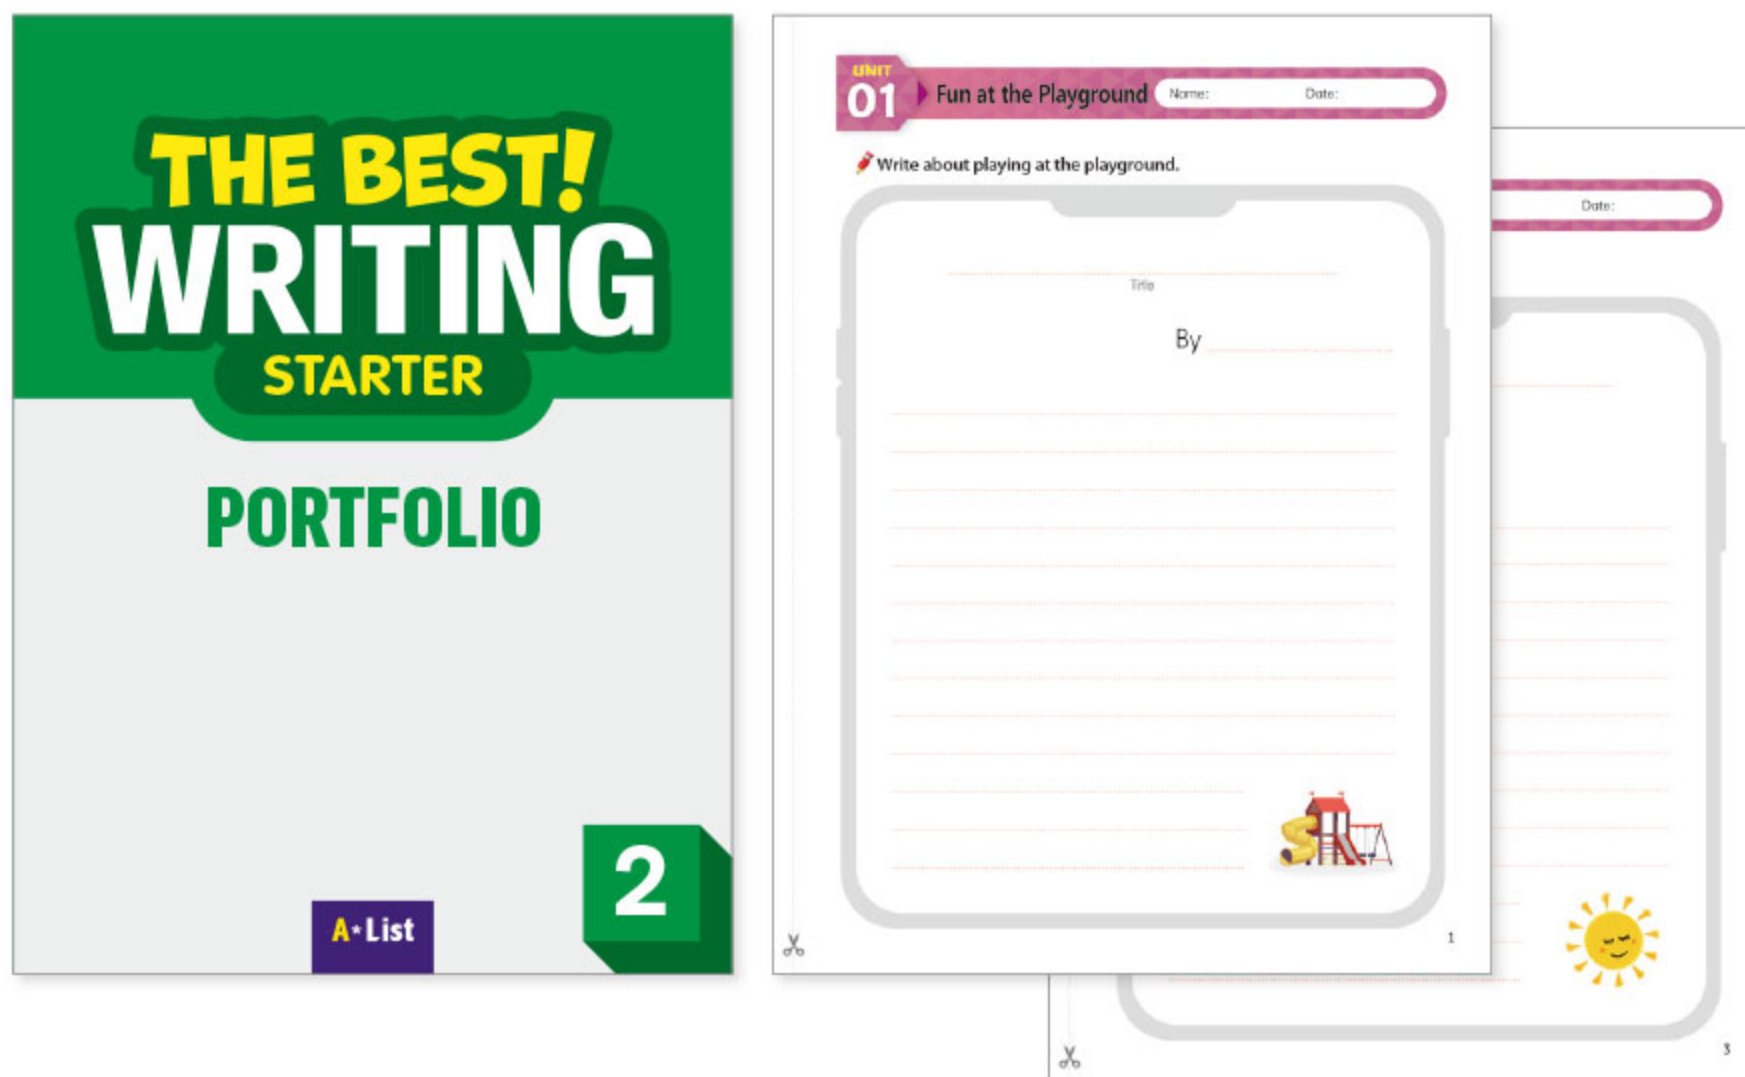 THE BEST!
WRITING
STARTER
PORTFOLIO
2
A*List
UNIT
01
Fun at the Playground
Name:
Date:
Write about playing at the playground.
Title
By
1
Date:
3